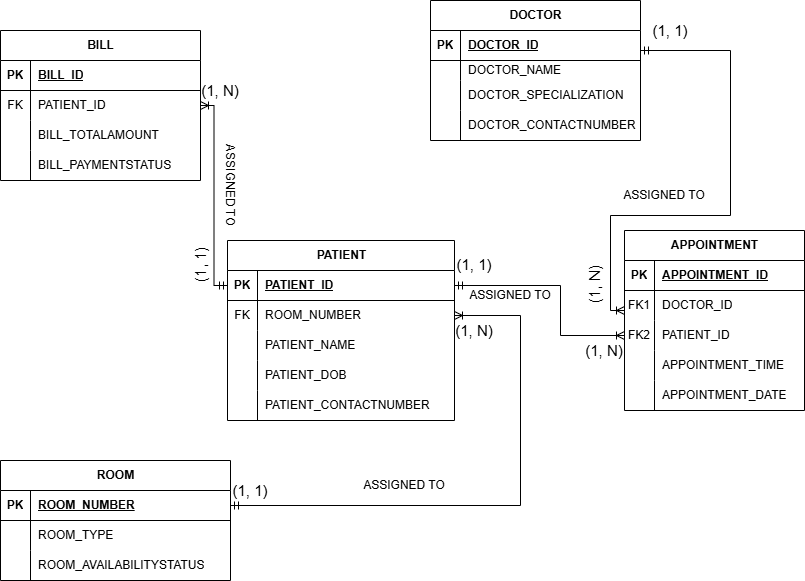 DOCTOR
PK DOCTOR_ID
DOCTOR_NAME
DOCTOR_SPECIALIZATION
DOCTOR_CONTACTNUMBER
(1, 1)
BILL
PK BILL_ID
FK PATIENT_ID
BILL_TOTALAMOUNT
BILL_PAYMENTSTATUS
(1, N)
ASSIGNED TO
(1, 1)
ASSIGNED TO
(1, N)
PATIENT
PK PATIENT_ID
FK ROOM_NUMBER
PATIENT_NAME
PATIENT_DOB
PATIENT_CONTACTNUMBER
(1, 1)
ASSIGNED TO
(1, N)
(1, N)
APPOINTMENT
PK APPOINTMENT_ID
FK1 DOCTOR_ID
FK2 PATIENT_ID
APPOINTMENT_TIME
APPOINTMENT_DATE
ROOM
PK ROOM_NUMBER
ROOM_TYPE
ROOM_AVAILABILITYSTATUS
(1, 1)
ASSIGNED TO